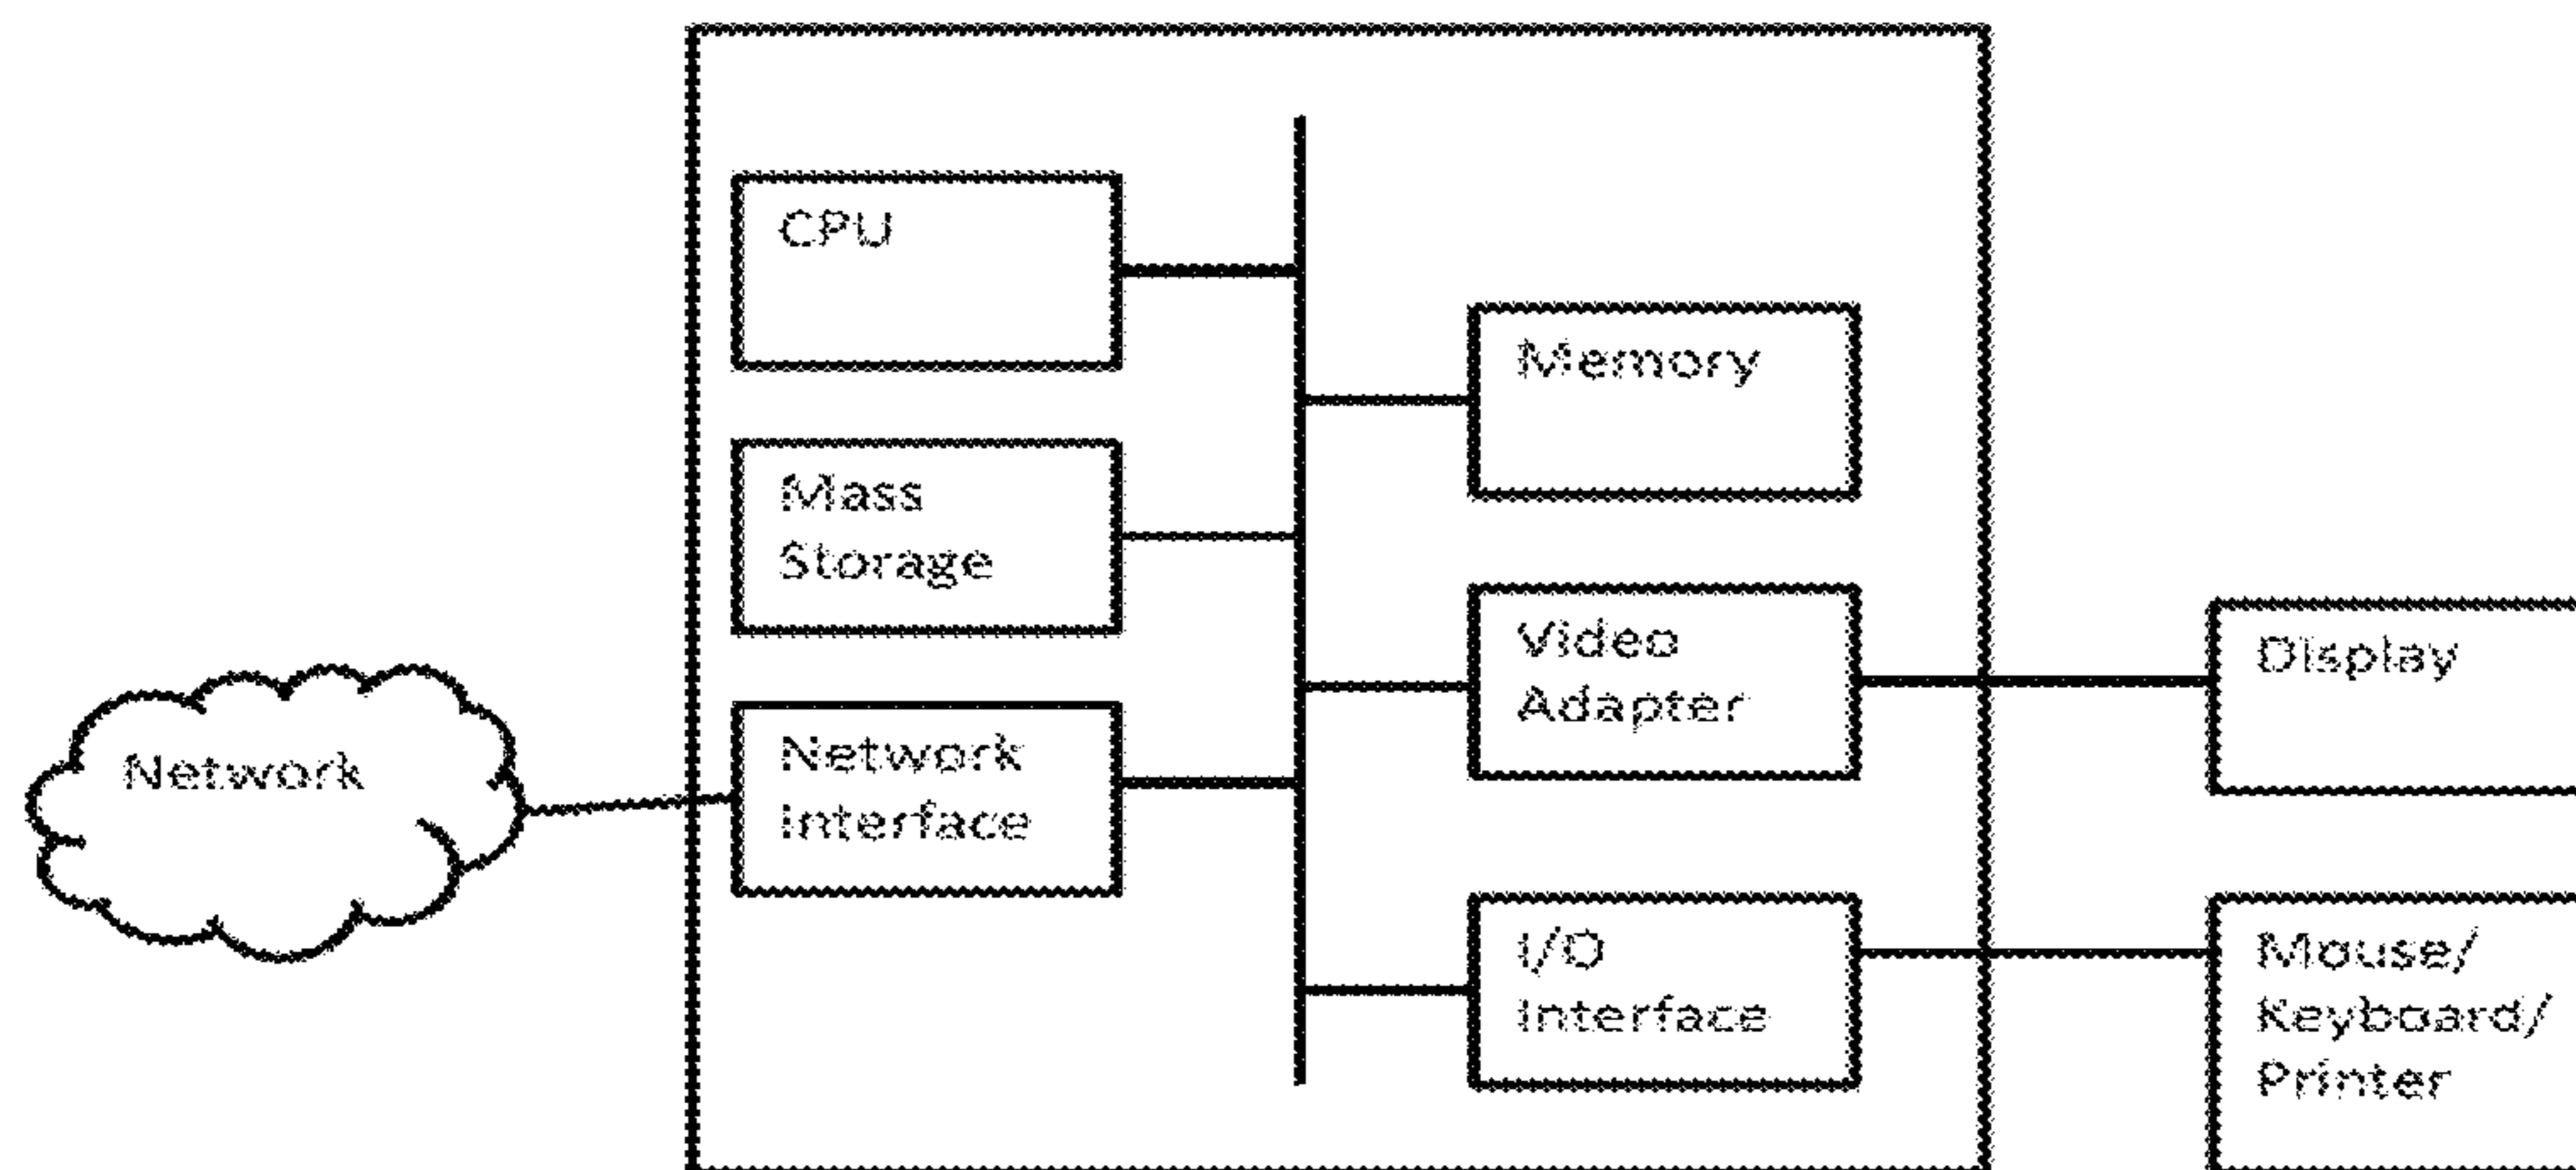 CPU
Memory
Mass
Storage
Video
Adapter
Display
Network
Network
Interface
I/O
Interface
Mouse/
Keyboard/
Printer